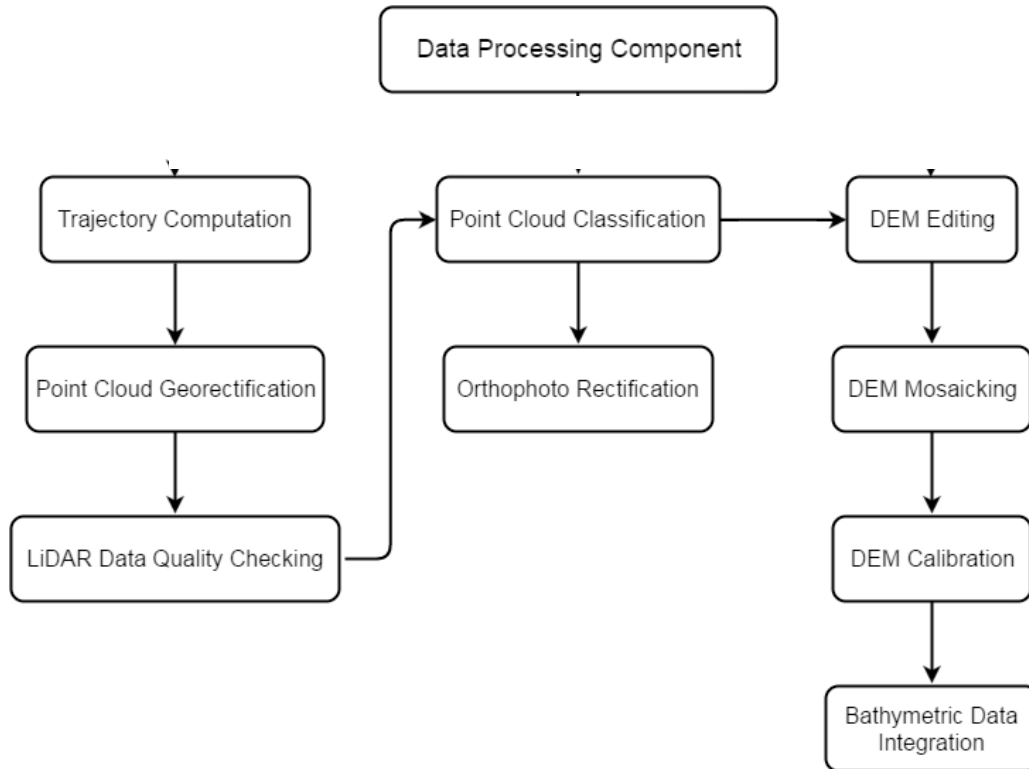 Data Processing Component
Trajectory Computation
Point Cloud Classification
DEM Editing
Point Cloud Georectification
Orthophoto Rectification
DEM Mosaicking
LiDAR Data Quality Checking
DEM Calibration
Bathymetric Data
Integration